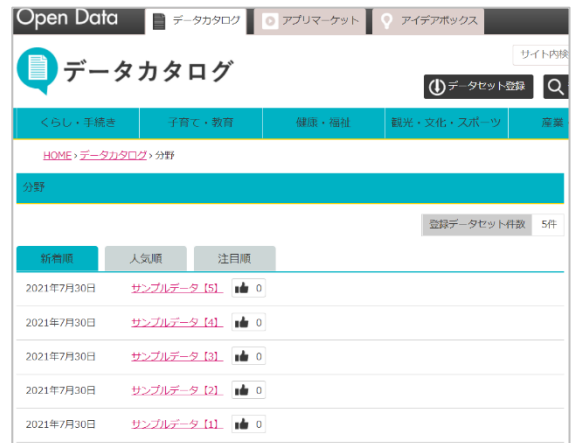 Open Data データカタログ アプリマーケット アイデアボックス
サイト内検
データカタログ
データセット登録
くらし・手続き 子育て・教育 健康・福祉 観光・文化・スポーツ 産業
HOME › データカタログ › 分野
分野
登録データセット件数 5件
新着順 人気順 注目順
2021年7月30日 サンプルデータ【5】 0
2021年7月30日 サンプルデータ【4】 0
2021年7月30日 サンプルデータ【3】 0
2021年7月30日 サンプルデータ【2】 0
2021年7月30日 サンプルデータ【1】 0